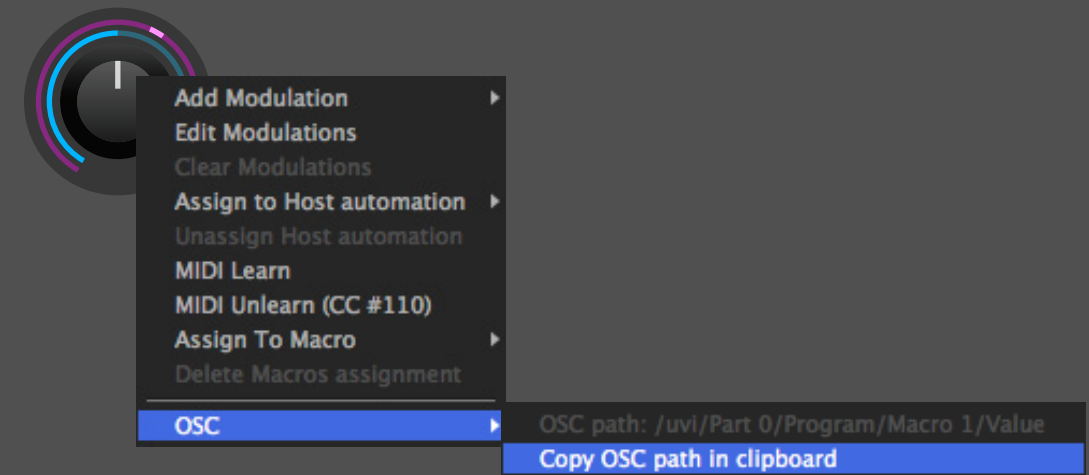 Add Modulation
Edit Modulations
Clear Modulations
Assign to Host automation
Unassign Host automation
MIDI Learn
MIDI Unlearn (CC #110)
Assign To Macro
Delete Macros assignment
OSC
OSC path: /uvi/Part 0/Program/Macro 1/Value
Copy OSC path in clipboard